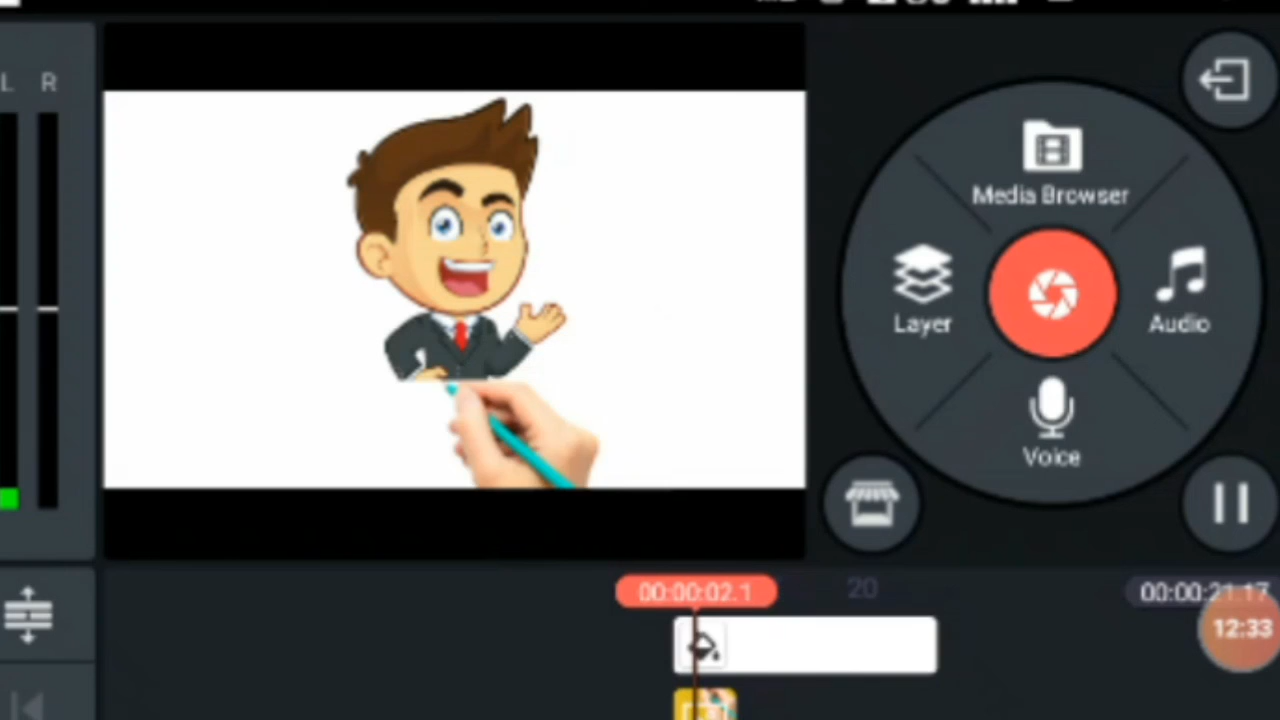 L R
Media Browser
Layer
Audio
Voice
00:00:02.1
20
00:00:21.17
12:33